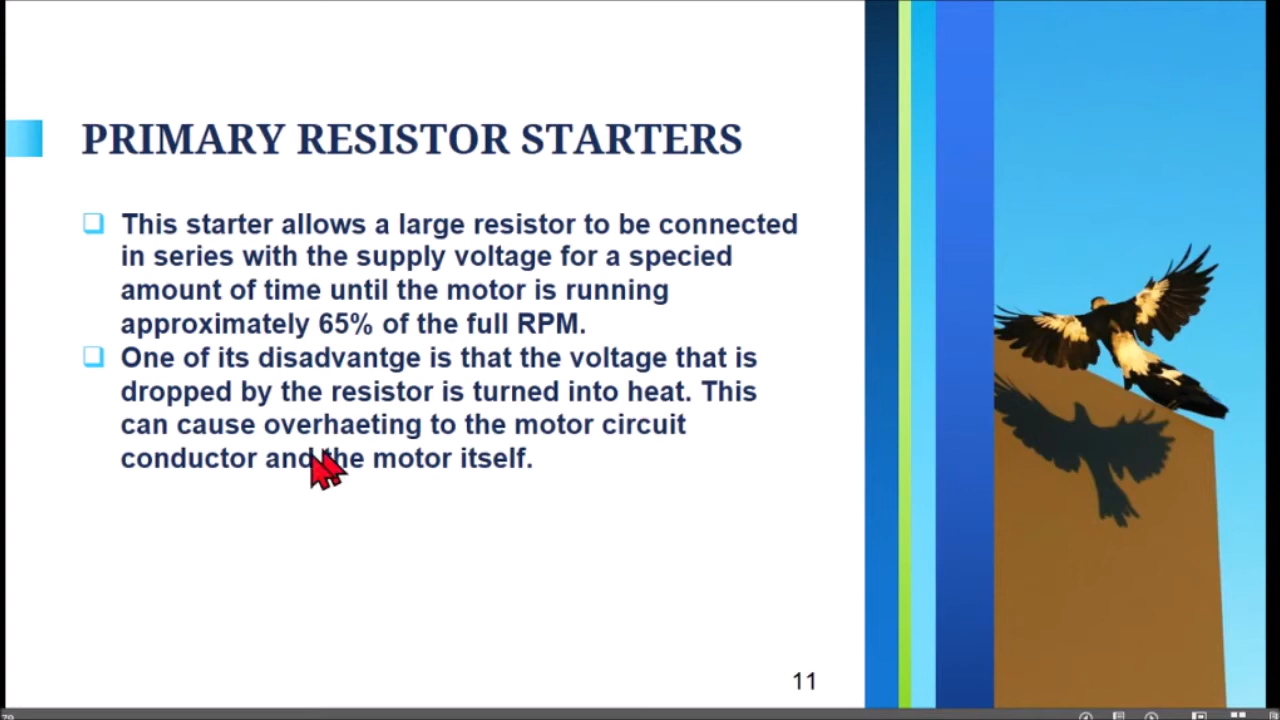 PRIMARY RESISTOR STARTERS
This starter allows a large resistor to be connected
in series with the supply voltage for a specied
amount of time until the motor is running
approximately 65% of the full RPM.
One of its disadvantge is that the voltage that is
dropped by the resistor is turned into heat. This
can cause overhaeting to the motor circuit
conductor and the motor itself.
11